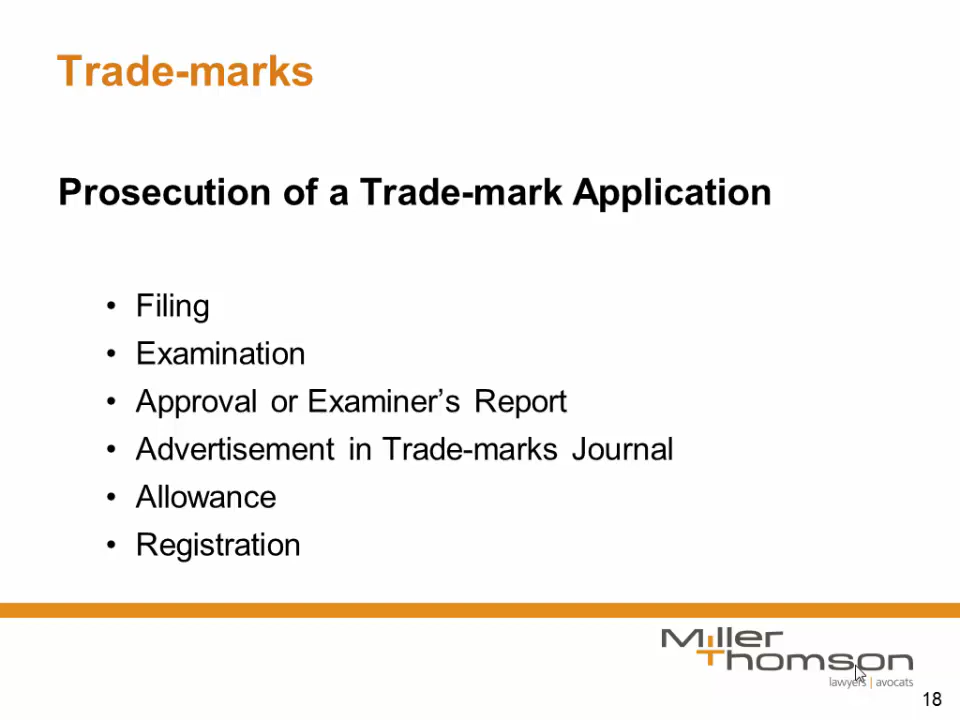 Trade-marks
Prosecution of a Trade-mark Application
• Filing
• Examination
• Approval or Examiner’s Report
• Advertisement in Trade-marks Journal
• Allowance
• Registration
Miller
Thomson
lawyers | avocats
18